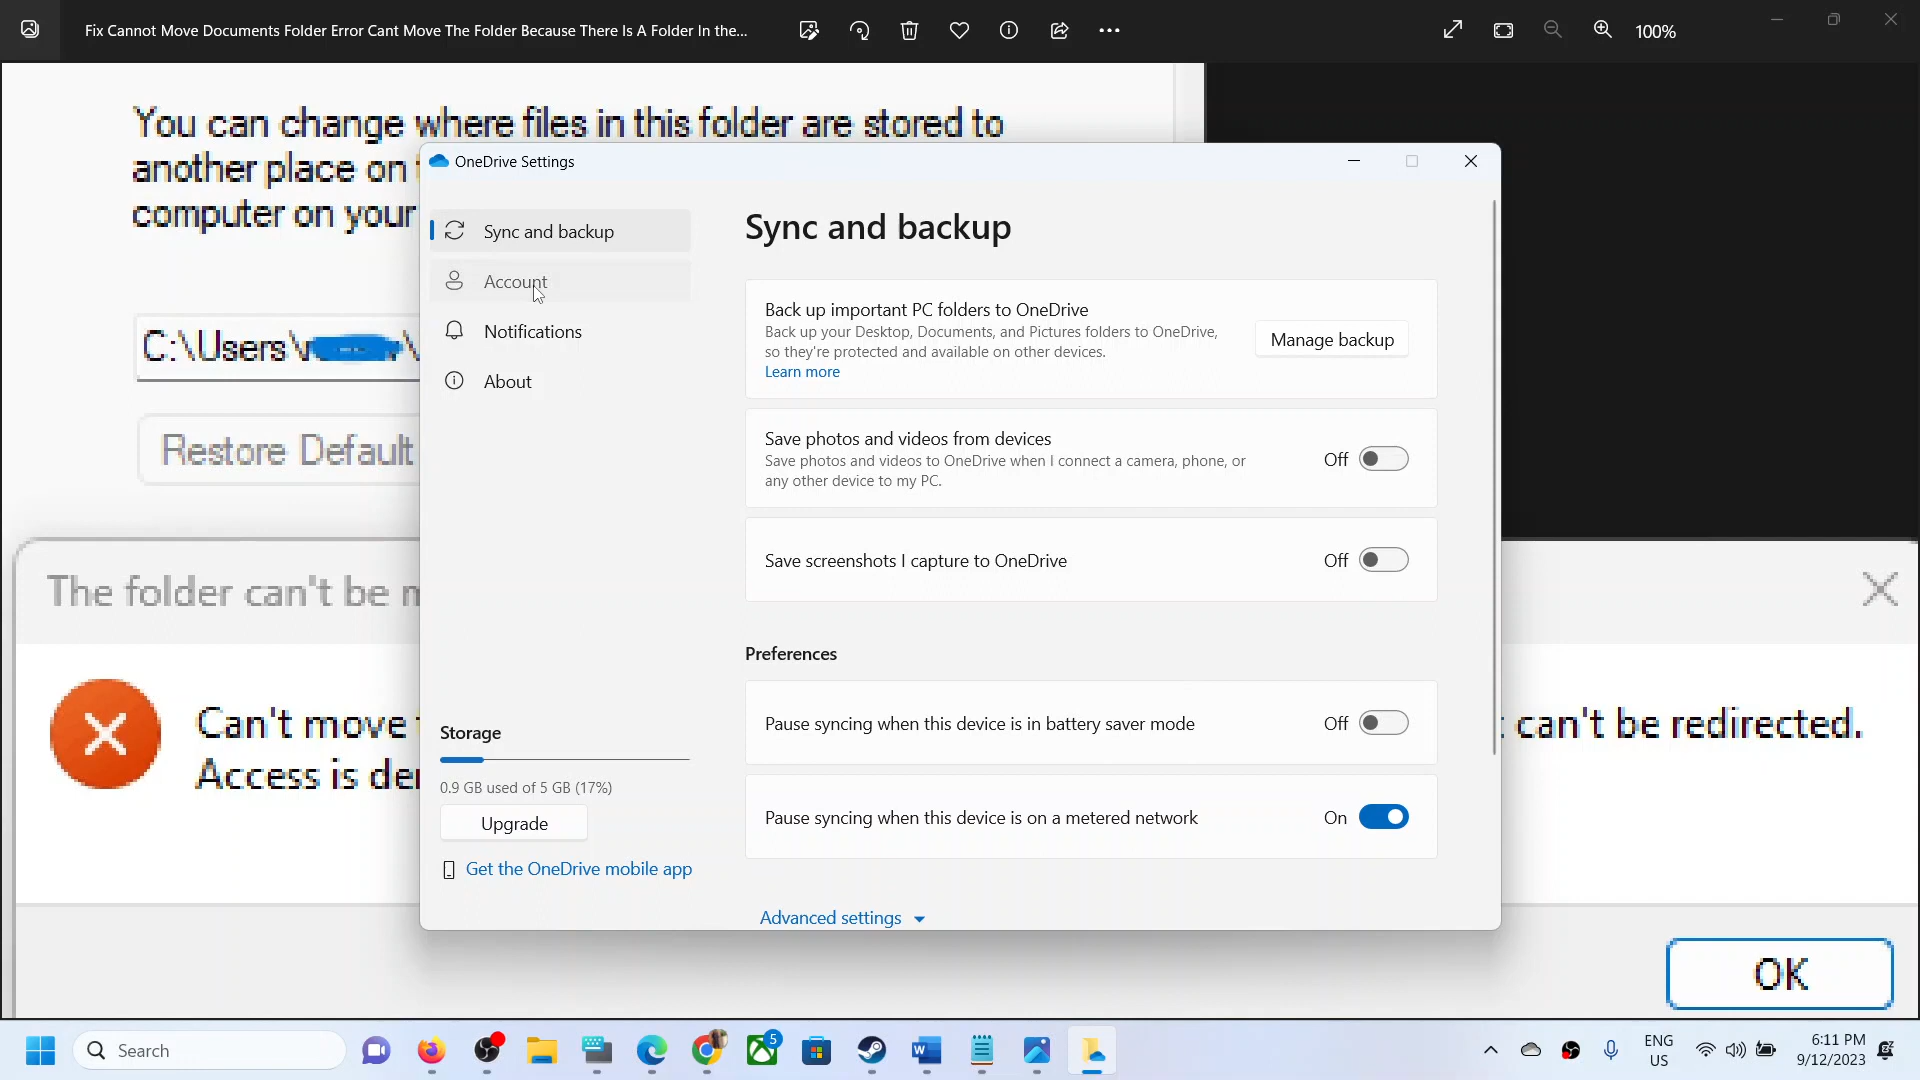 Fix Cannot Move Documents Folder Error Cant Move The Folder Because There Is A Folder In the...
100%
You can change where files in this folder are stored to
another place on t
computer on your
C:\Users\
Restore Default
The folder can't be m
Can't move
can't be redirected.
Access is der
OK
OneDrive Settings
Sync and backup
Account
Notifications
About
Storage
0.9 GB used of 5 GB (17%)
Upgrade
Get the OneDrive mobile app
Sync and backup
Back up important PC folders to OneDrive
Back up your Desktop, Documents, and Pictures folders to OneDrive,
so they're protected and available on other devices.
Learn more
Manage backup
Save photos and videos from devices
Save photos and videos to OneDrive when I connect a camera, phone, or
any other device to my PC.
Off
Save screenshots I capture to OneDrive
Off
Preferences
Pause syncing when this device is in battery saver mode
Off
Pause syncing when this device is on a metered network
On
Advanced settings
Search
5
ENG
US
6:11 PM
9/12/2023